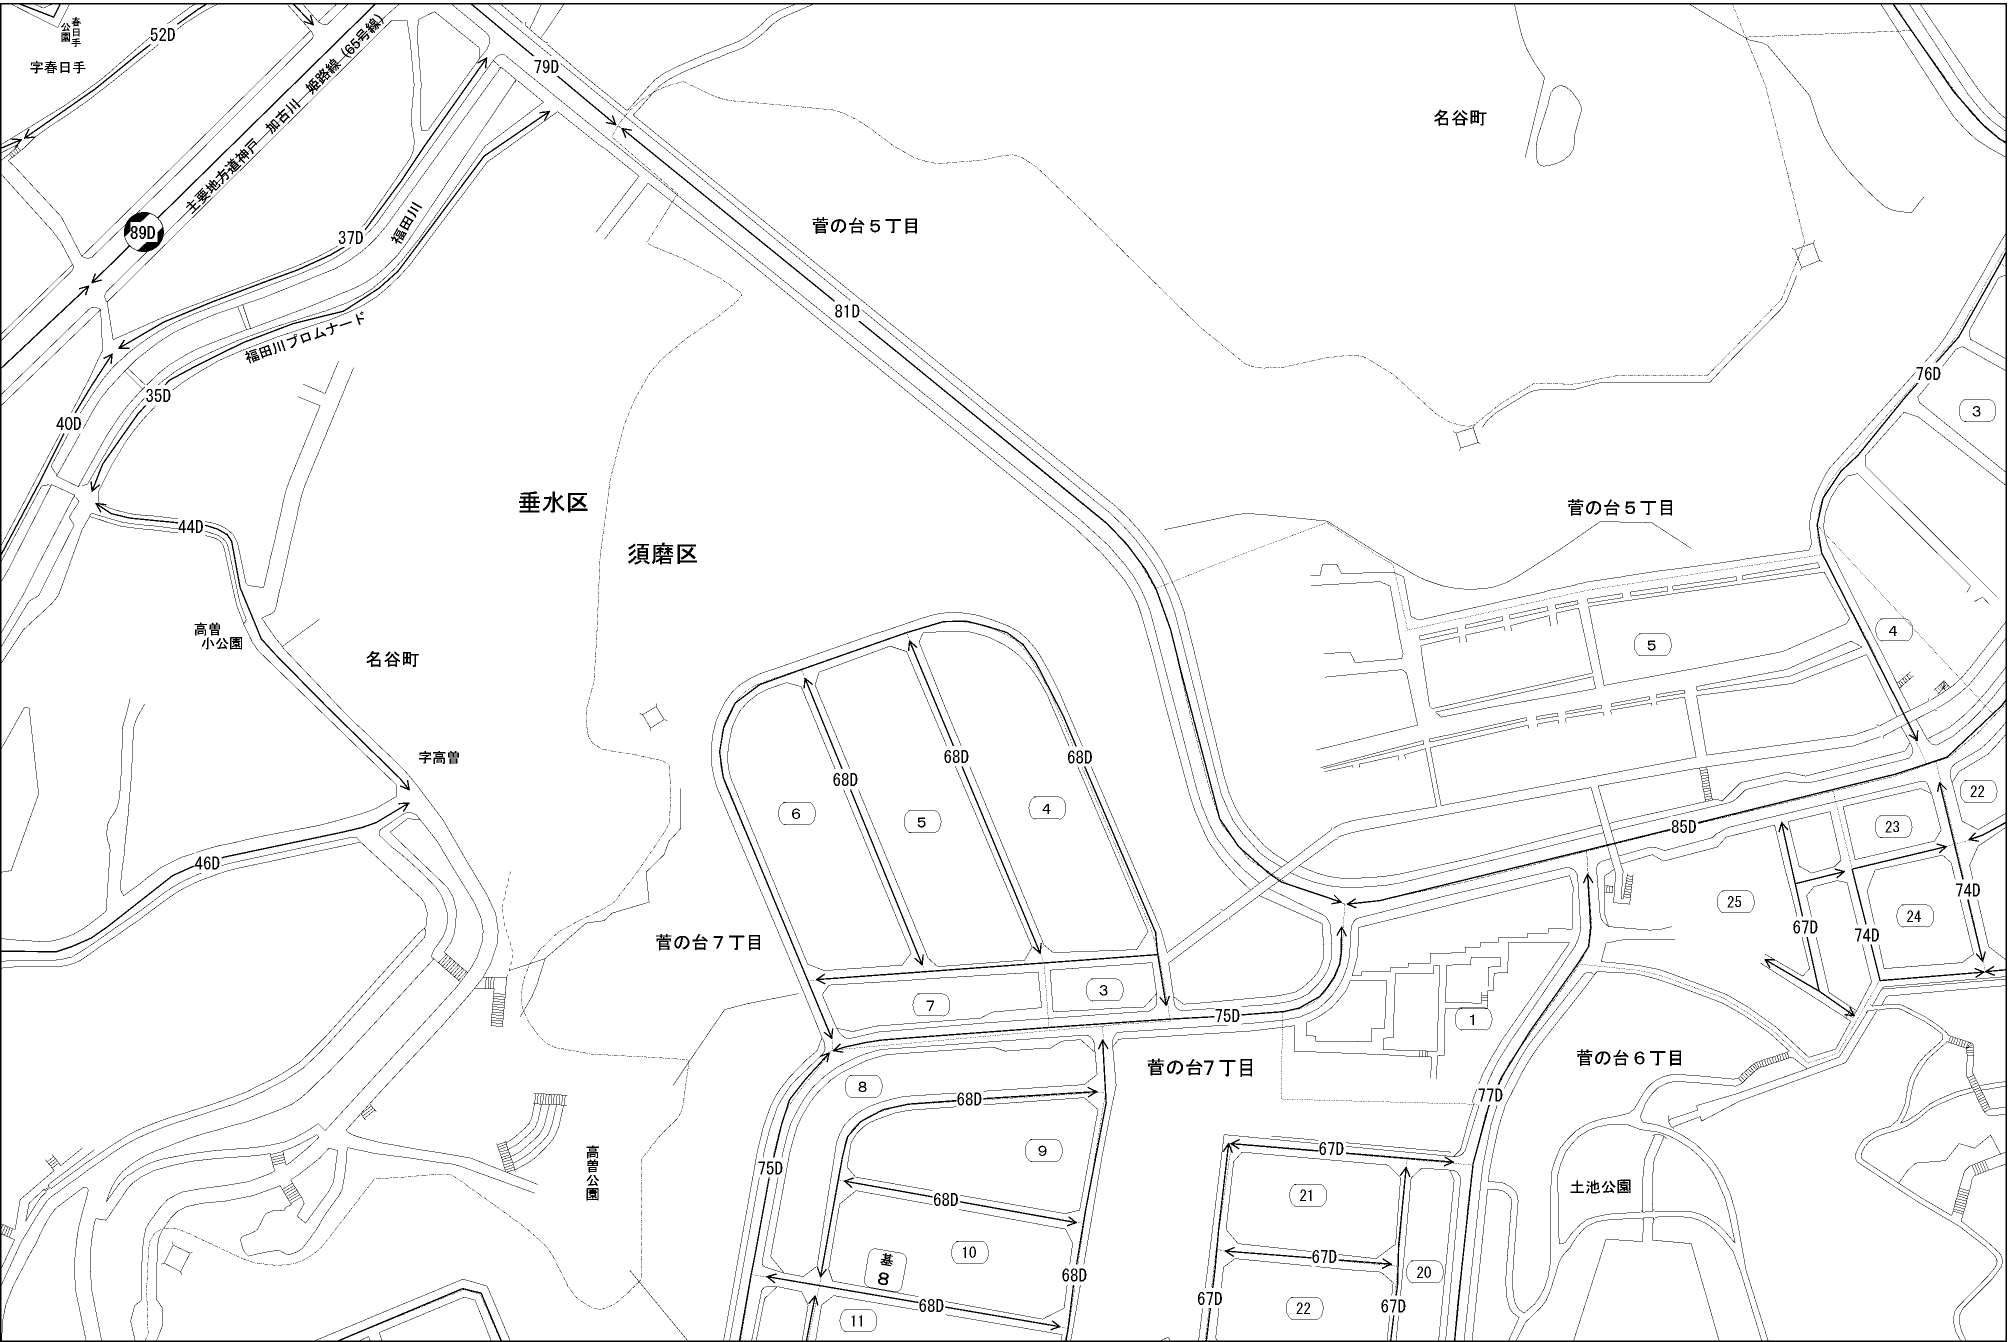 春日手
公園
52D
字春日手
79D
主要地方道神戸　加古川　姫路線（65号線）
名谷町
89D
37D
福田川
菅の台５丁目
81D
福田川プロムナード
35D
40D
76D
3
垂水区
須磨区
菅の台５丁目
44D
高曽
小公園
名谷町
4
5
字高曽
68D
68D
68D
6
5
4
22
23
85D
46D
74D
25
24
67D
74D
菅の台７丁目
7
3
75D
1
菅の台7丁目
菅の台６丁目
8
68D
77D
9
67D
高曽公園
75D
68D
21
土池公園
10
基
8
67D
68D
20
67D
68D
22
67D
11